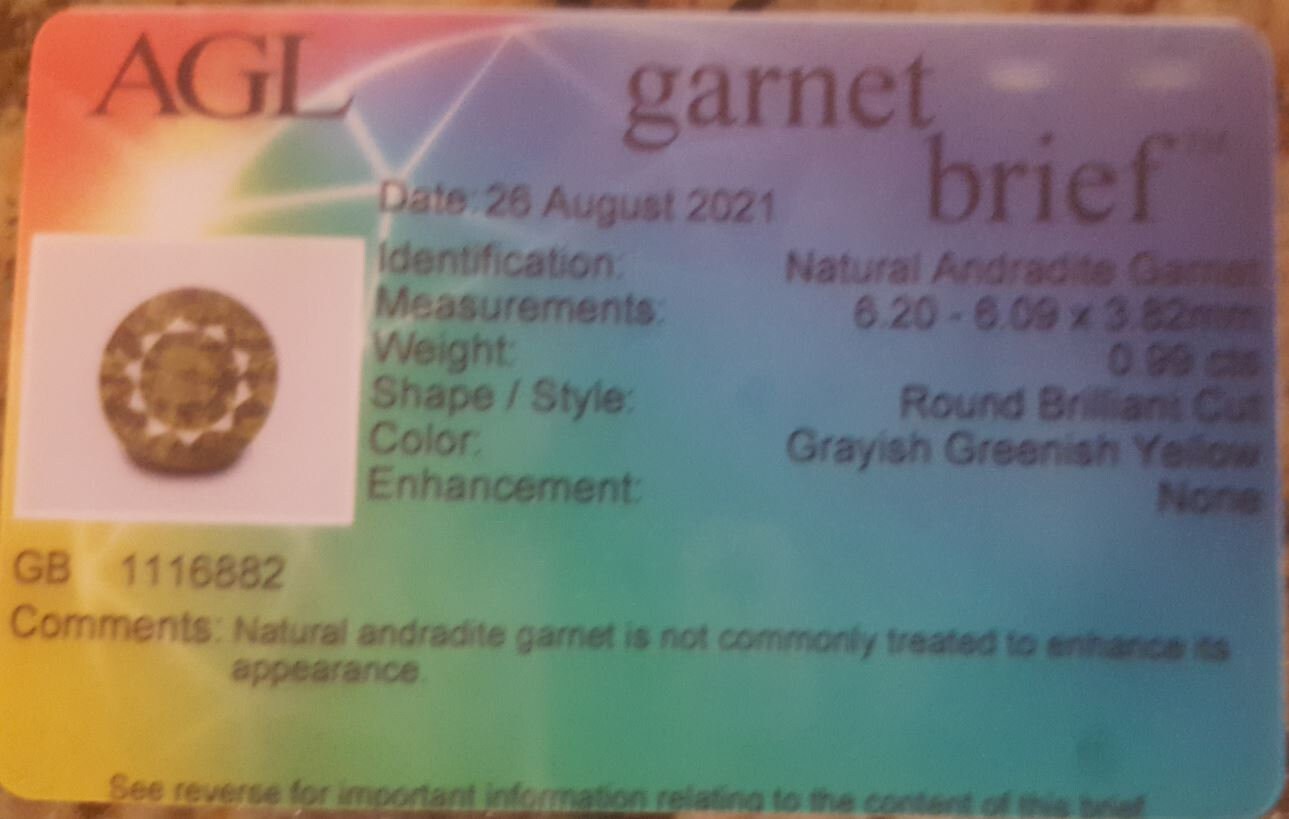 AGL
garnet
brief™
Date: 26 August 2021
Identification: Natural Andradite Garnet
Measurements: 6.20 - 6.09 x 3.82mm
Weight: 0.99 cts
Shape / Style: Round Brilliant Cut
Color: Grayish Greenish Yellow
Enhancement: None
GB 1116882
Comments: Natural andradite garnet is not commonly treated to enhance its
appearance.
See reverse for important information relating to the content of this brief